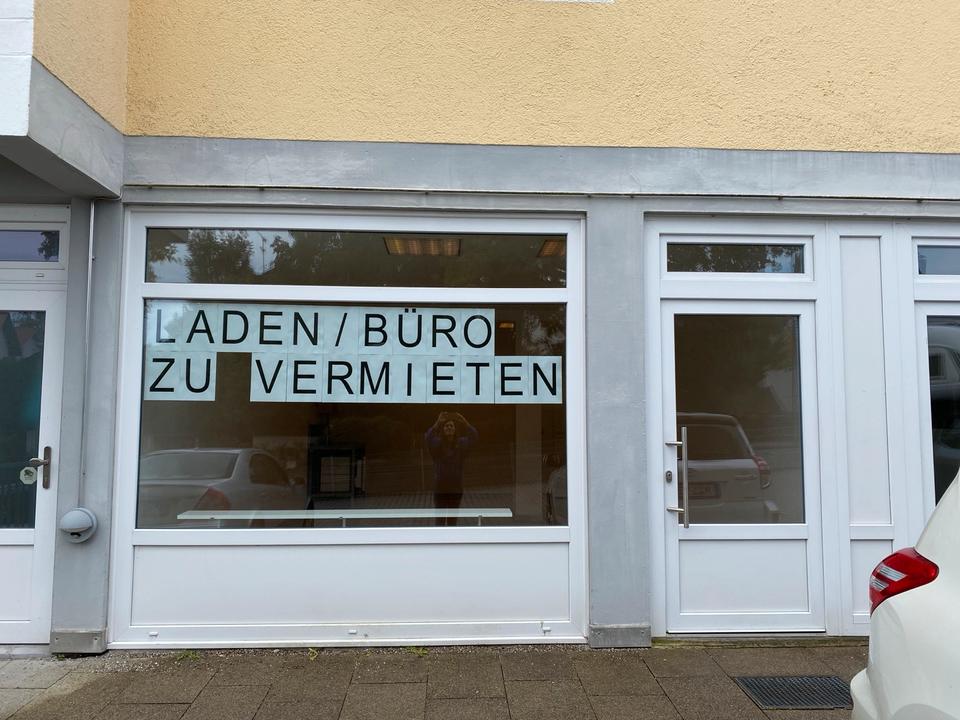 LADEN/BÜRO
ZU VERMIETEN